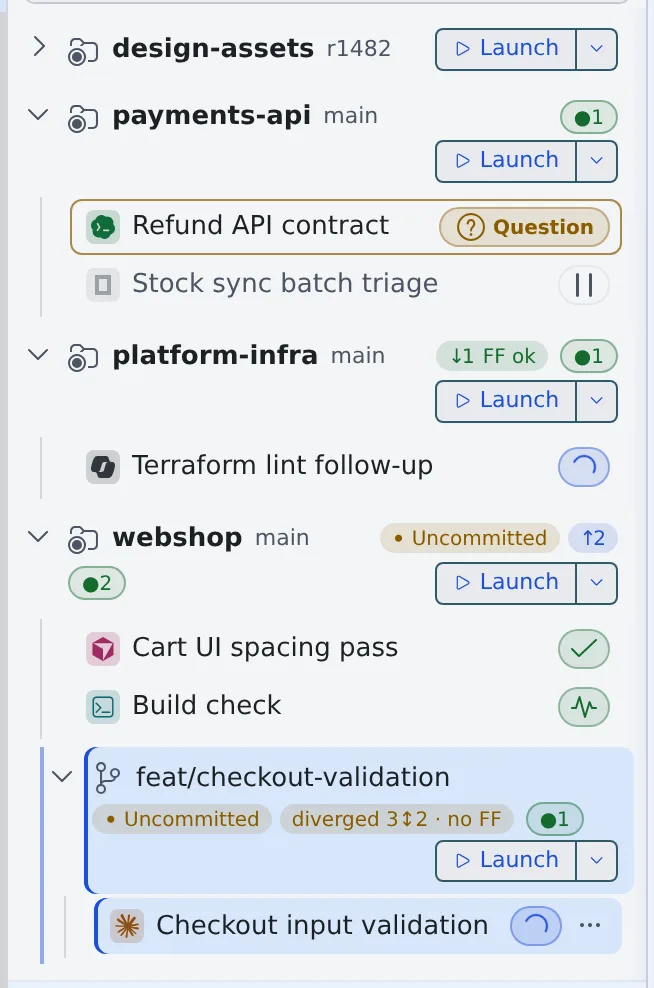 design-assets r1482 Launch
payments-api main 1
Launch
Refund API contract ? Question
Stock sync batch triage
platform-infra main ↓1 FF ok 1
Launch
Terraform lint follow-up
webshop main • Uncommitted ↑2
2 Launch
Cart UI spacing pass
Build check
feat/checkout-validation
• Uncommitted diverged 3↕2 · no FF 1
Launch
Checkout input validation ···